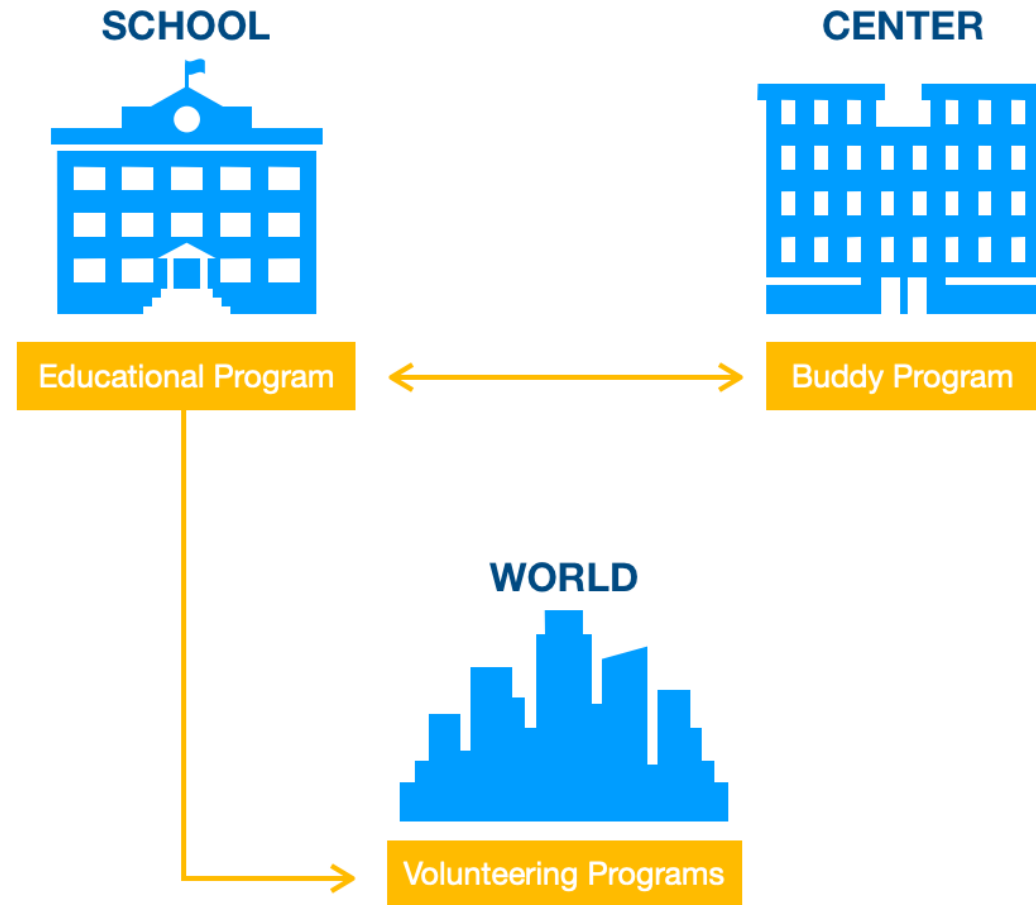 SCHOOL
CENTER
Educational Program
Buddy Program
WORLD
Volunteering Programs